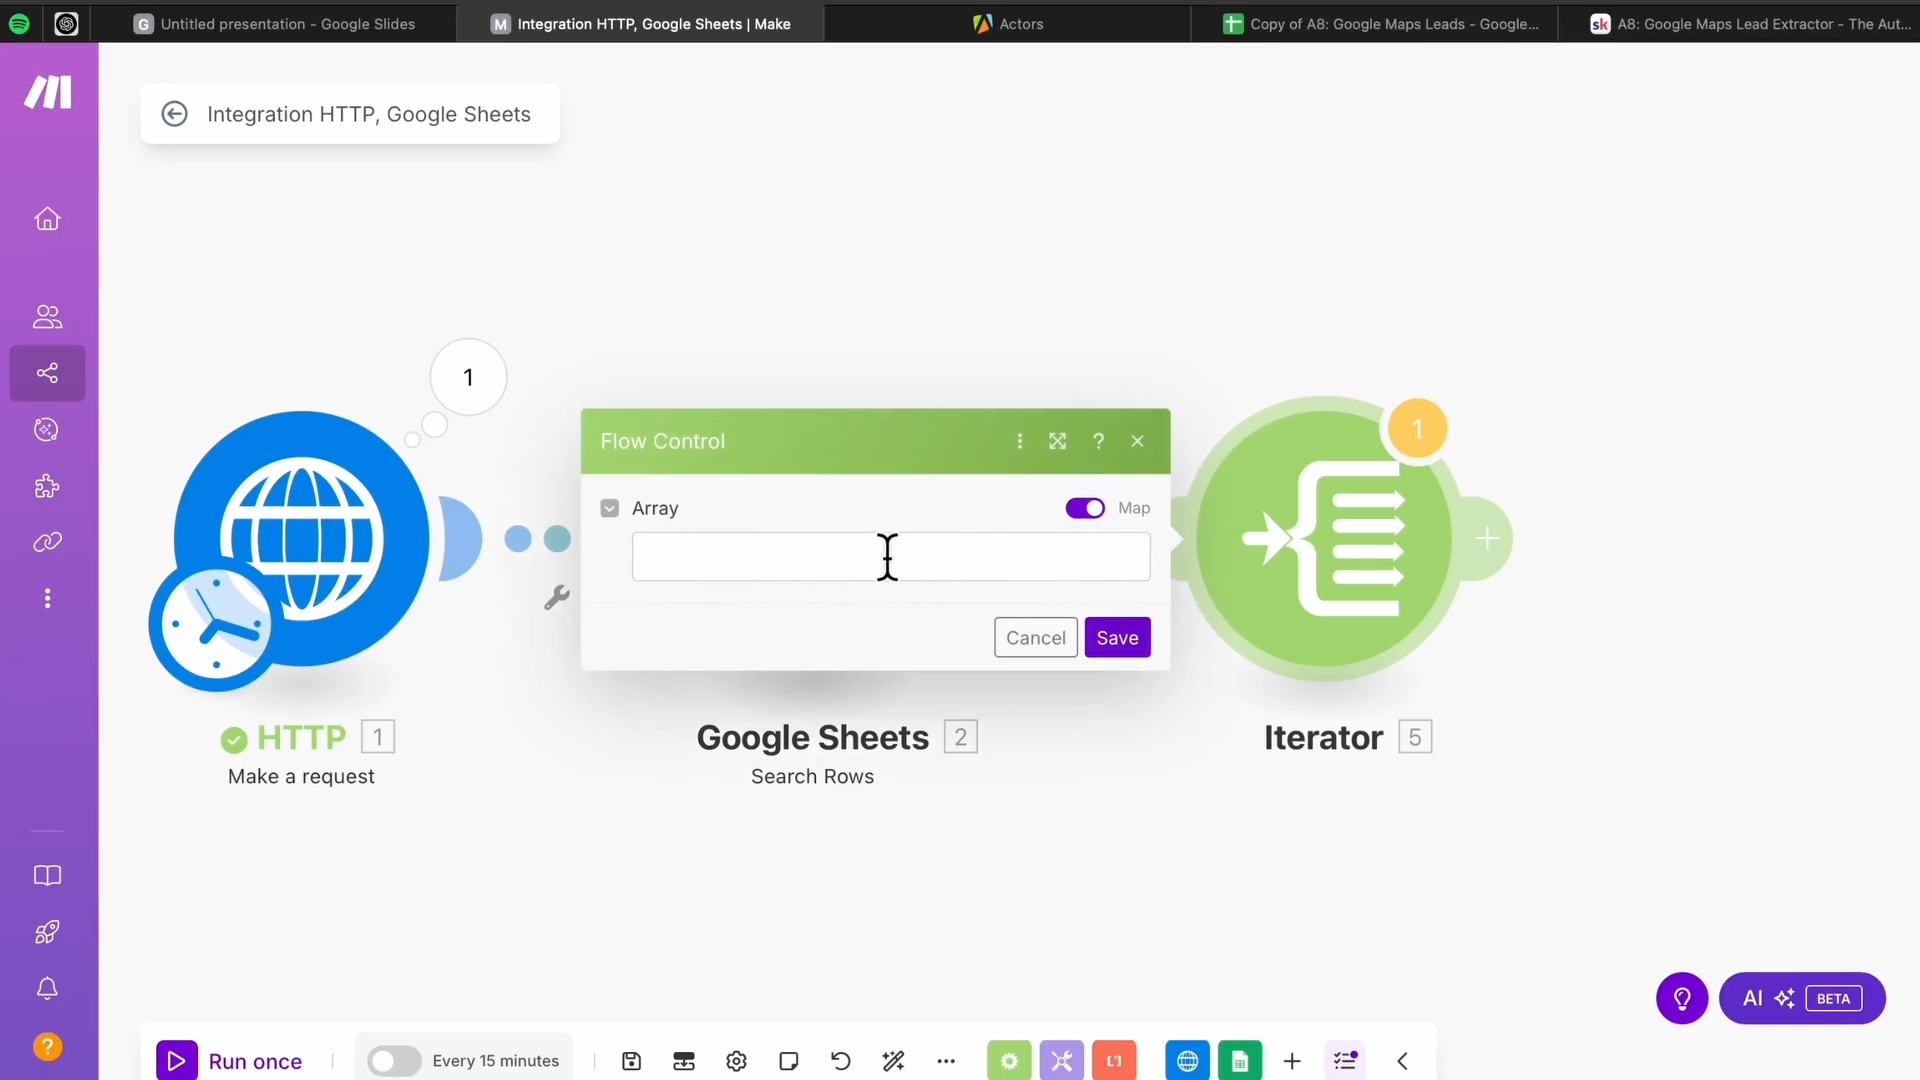 Untitled presentation - Google Slides
Integration HTTP, Google Sheets | Make
Actors
Copy of A8: Google Maps Leads - Google...
A8: Google Maps Lead Extractor - The Aut...
Integration HTTP, Google Sheets
1
Flow Control
?
1
Array
Map
Cancel
Save
HTTP 1
Make a request
Google Sheets 2
Search Rows
Iterator 5
AI BETA
?
Run once
Every 15 minutes